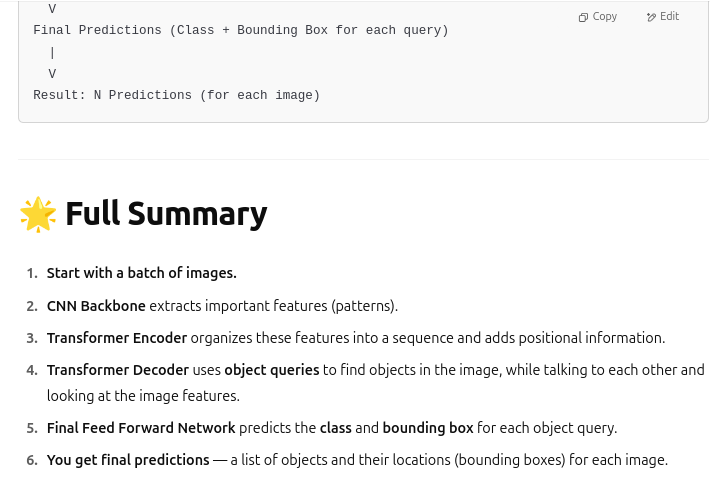 V
Copy
Edit
Final Predictions (Class + Bounding Box for each query)
|
V
Result: N Predictions (for each image)
🌟 Full Summary
1. Start with a batch of images.
2. CNN Backbone extracts important features (patterns).
3. Transformer Encoder organizes these features into a sequence and adds positional information.
4. Transformer Decoder uses object queries to find objects in the image, while talking to each other and
looking at the image features.
5. Final Feed Forward Network predicts the class and bounding box for each object query.
6. You get final predictions — a list of objects and their locations (bounding boxes) for each image.